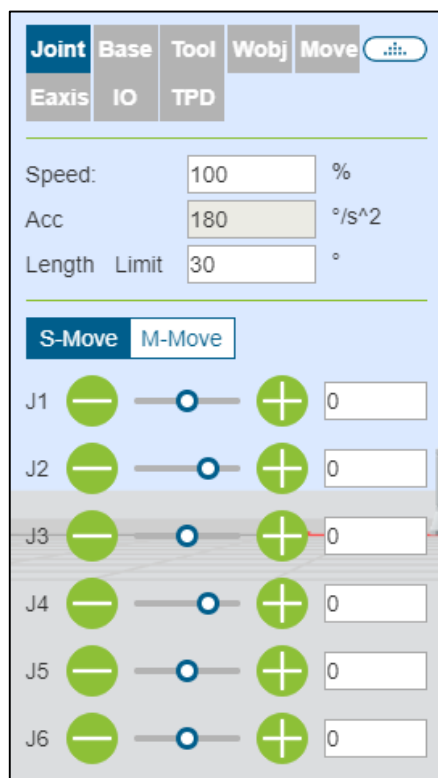 Joint Base Tool Wobj Move
Eaxis IO TPD
Speed: 100 %
Acc 180 °/s^2
Length Limit 30 °
S-Move M-Move
J1 0
J2 0
J3 0
J4 0
J5 0
J6 0